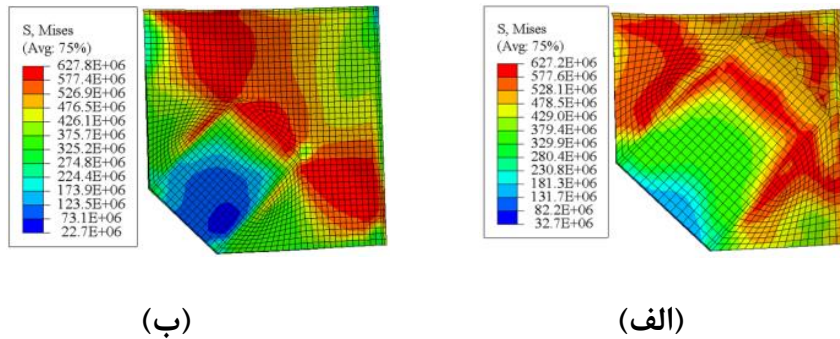 S, Mises
(Avg: 75%)
627.8E+06
577.4E+06
526.9E+06
476.5E+06
426.1E+06
375.7E+06
325.2E+06
274.8E+06
224.4E+06
173.9E+06
123.5E+06
73.1E+06
22.7E+06
S, Mises
(Avg: 75%)
627.2E+06
577.6E+06
528.1E+06
478.5E+06
429.0E+06
379.4E+06
329.9E+06
280.4E+06
230.8E+06
181.3E+06
131.7E+06
82.2E+06
32.7E+06
(الف)
(ب)